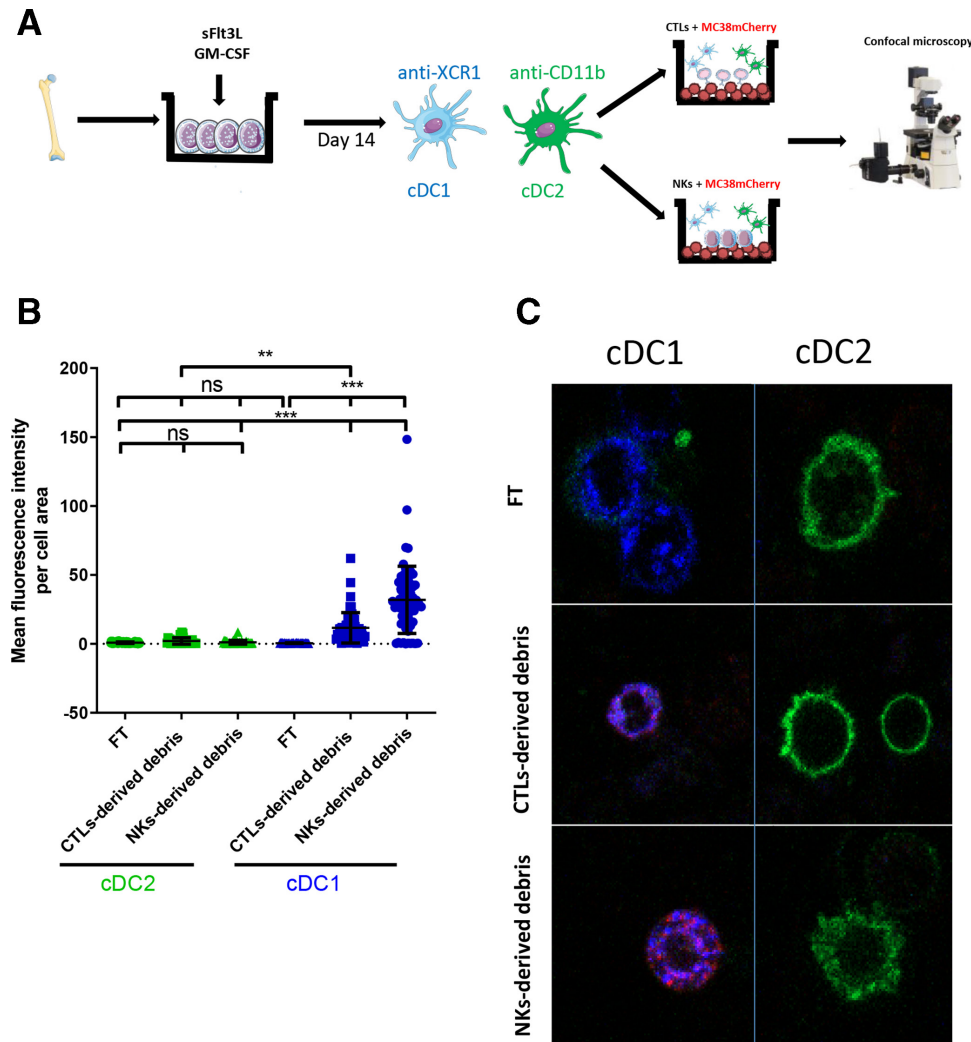 A
sFlt3L
GM-CSF
Day 14
anti-XCR1
cDC1
anti-CD11b
cDC2
CTLs + MC38mCherry
NKs + MC38mCherry
Confocal microscopy
B
Mean fluorescence intensity
per cell area
200
150
100
50
0
-50
**
ns
***
***
ns
FT
CTLs-derived debris
NKs-derived debris
FT
CTLs-derived debris
NKs-derived debris
cDC2
cDC1
C
cDC1
cDC2
FT
CTLs-derived debris
NKs-derived debris